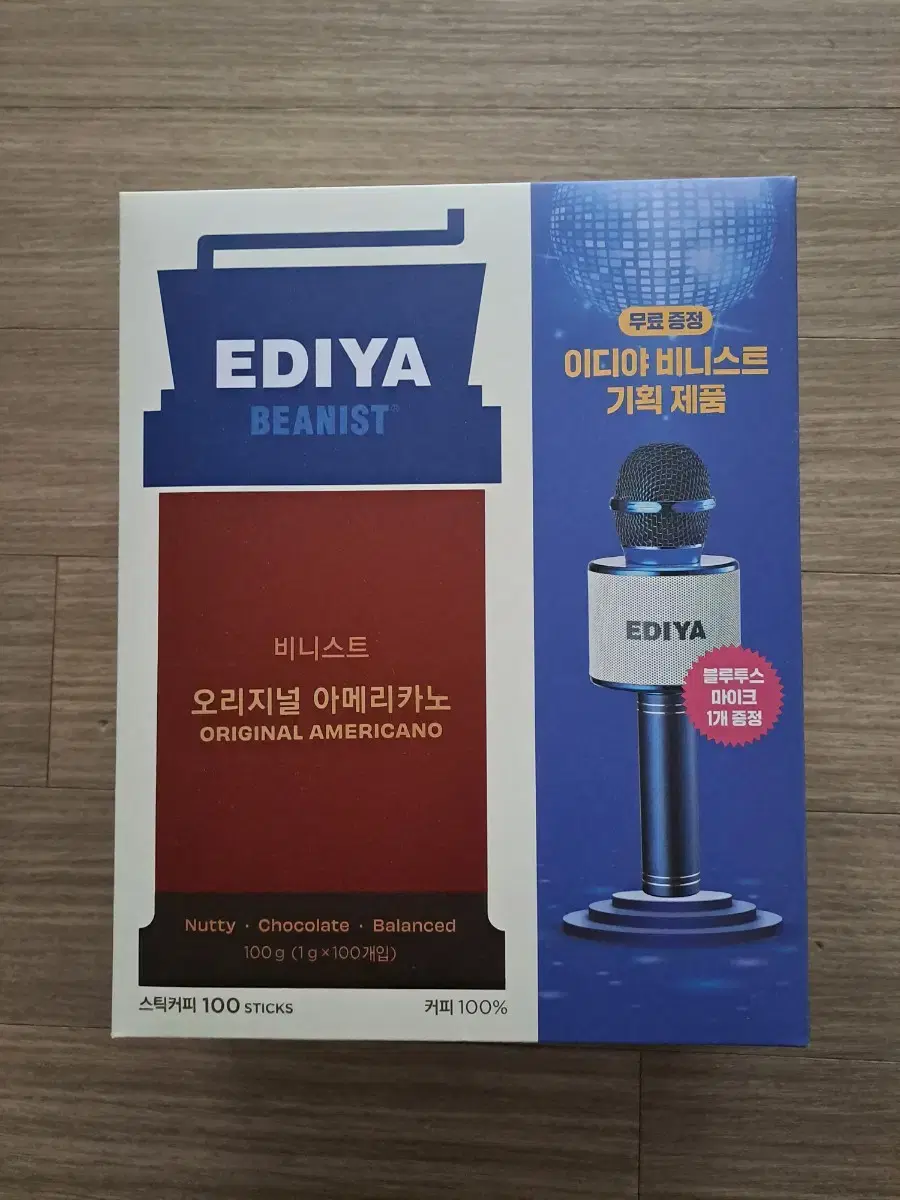 EDIYA
BEANIST®
비니스트
오리지널 아메리카노
ORIGINAL AMERICANO
Nutty · Chocolate · Balanced
100g (1g×100개입)
스틱커피 100 STICKS
커피 100%
무료 증정
이디야 비니스트
기획 제품
EDIYA
블루투스
마이크
1개 증정